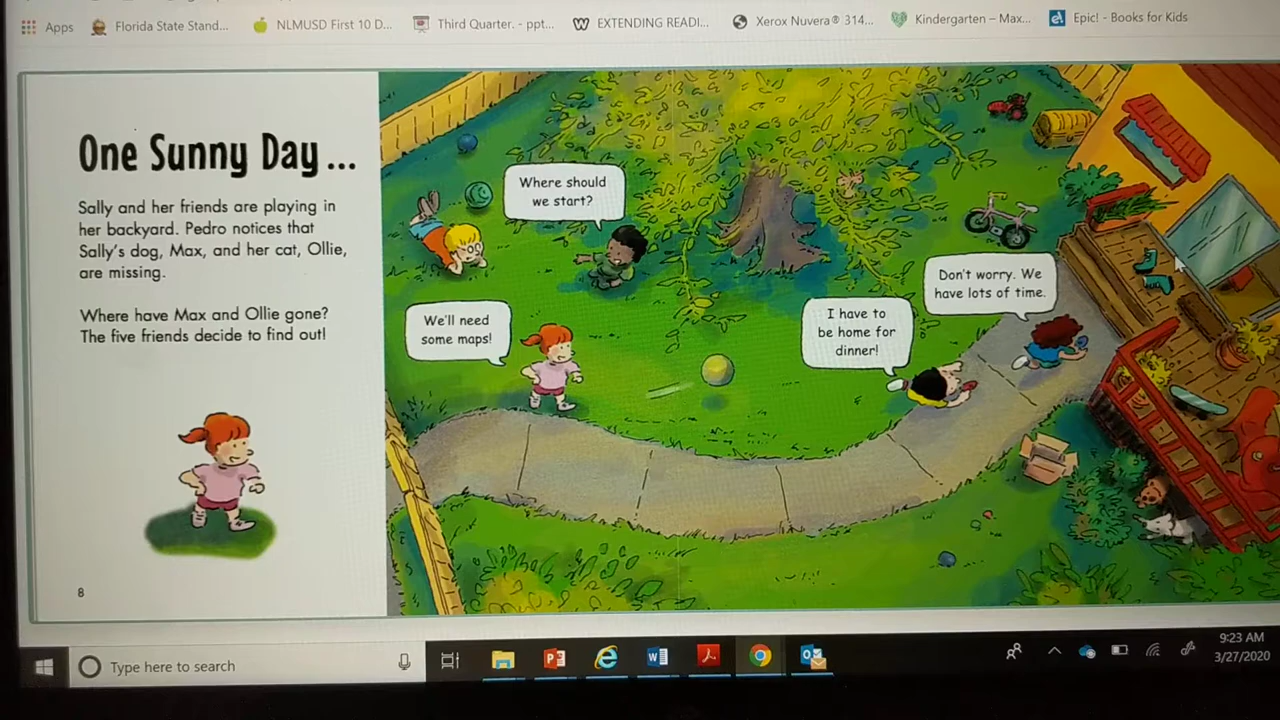 Apps
Florida State Stand...
NLMUSD First 10 D...
Third Quarter. - ppt...
EXTENDING READI...
Xerox Nuvera® 314...
Kindergarten – Max...
Epic! - Books for Kids
One Sunny Day ...
Sally and her friends are playing in
her backyard. Pedro notices that
Sally's dog, Max, and her cat, Ollie,
are missing.
Where have Max and Ollie gone?
The five friends decide to find out!
8
Where should
we start?
We'll need
some maps!
I have to
be home for
dinner!
Don't worry. We
have lots of time.
Type here to search
9:23 AM
3/27/2020